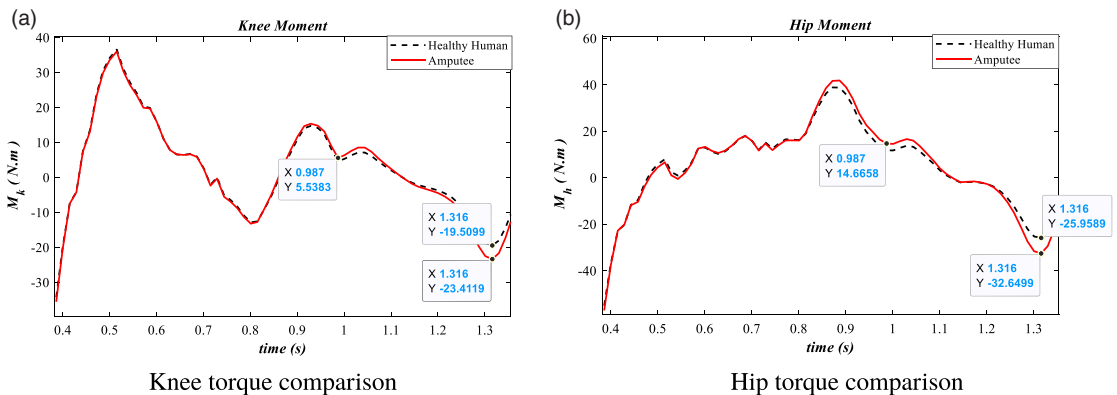 (a)
Knee Moment
Healthy Human
Amputee
M_k ( N.m )
40
30
20
10
0
-10
-20
-30
X 0.987
Y 5.5383
X 1.316
Y -19.5099
X 1.316
Y -23.4119
0.4 0.5 0.6 0.7 0.8 0.9 1 1.1 1.2 1.3
time (s)
Knee torque comparison
(b)
Hip Moment
Healthy Human
Amputee
M_h ( N.m )
60
40
20
0
-20
-40
X 0.987
Y 14.6658
X 1.316
Y -25.9589
X 1.316
Y -32.6499
0.4 0.5 0.6 0.7 0.8 0.9 1 1.1 1.2 1.3
time (s)
Hip torque comparison